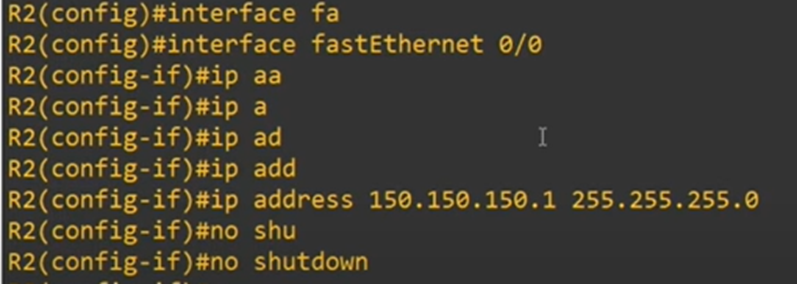 R2(config)#interface fa
R2(config)#interface fastEthernet 0/0
R2(config-if)#ip aa
R2(config-if)#ip a
R2(config-if)#ip ad
R2(config-if)#ip add
R2(config-if)#ip address 150.150.150.1 255.255.255.0
R2(config-if)#no shu
R2(config-if)#no shutdown